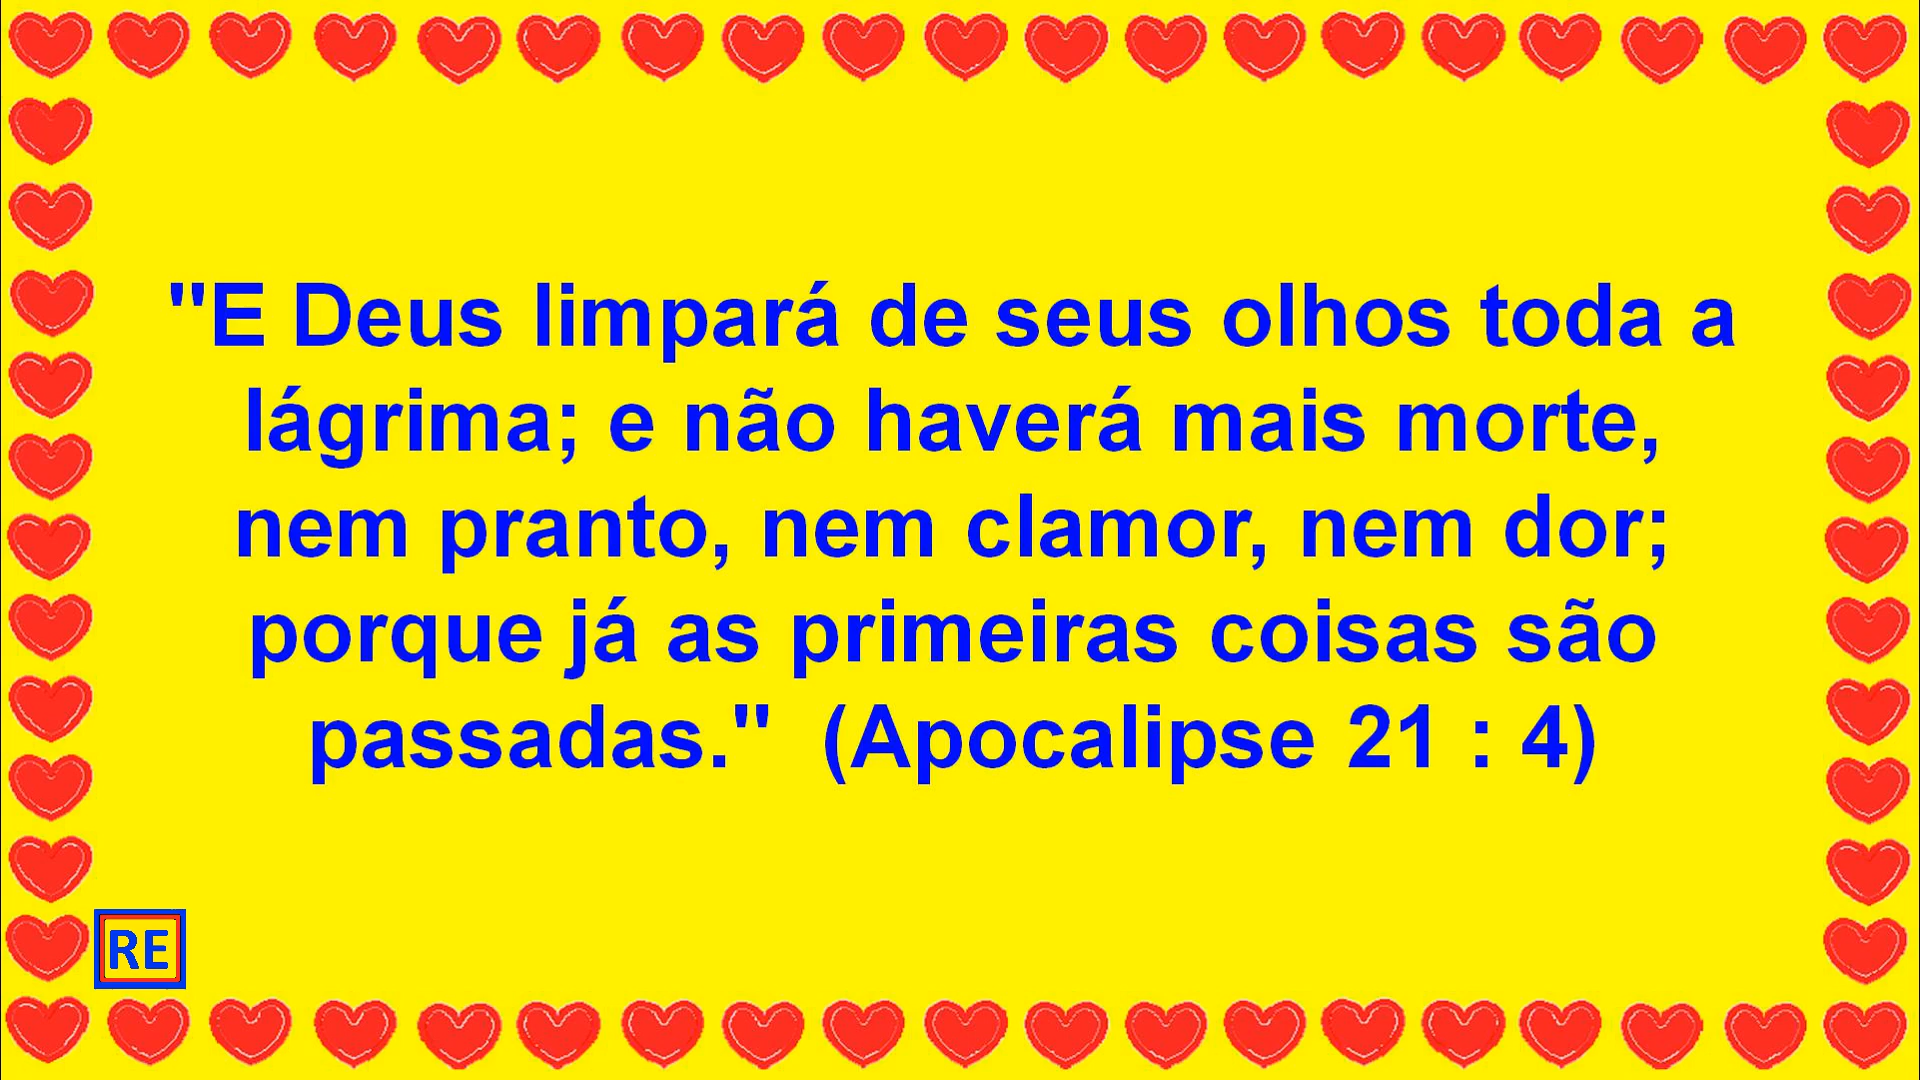 "E Deus limpará de seus olhos toda a
lágrima; e não haverá mais morte,
nem pranto, nem clamor, nem dor;
porque já as primeiras coisas são
passadas."  (Apocalipse 21 : 4)
RE